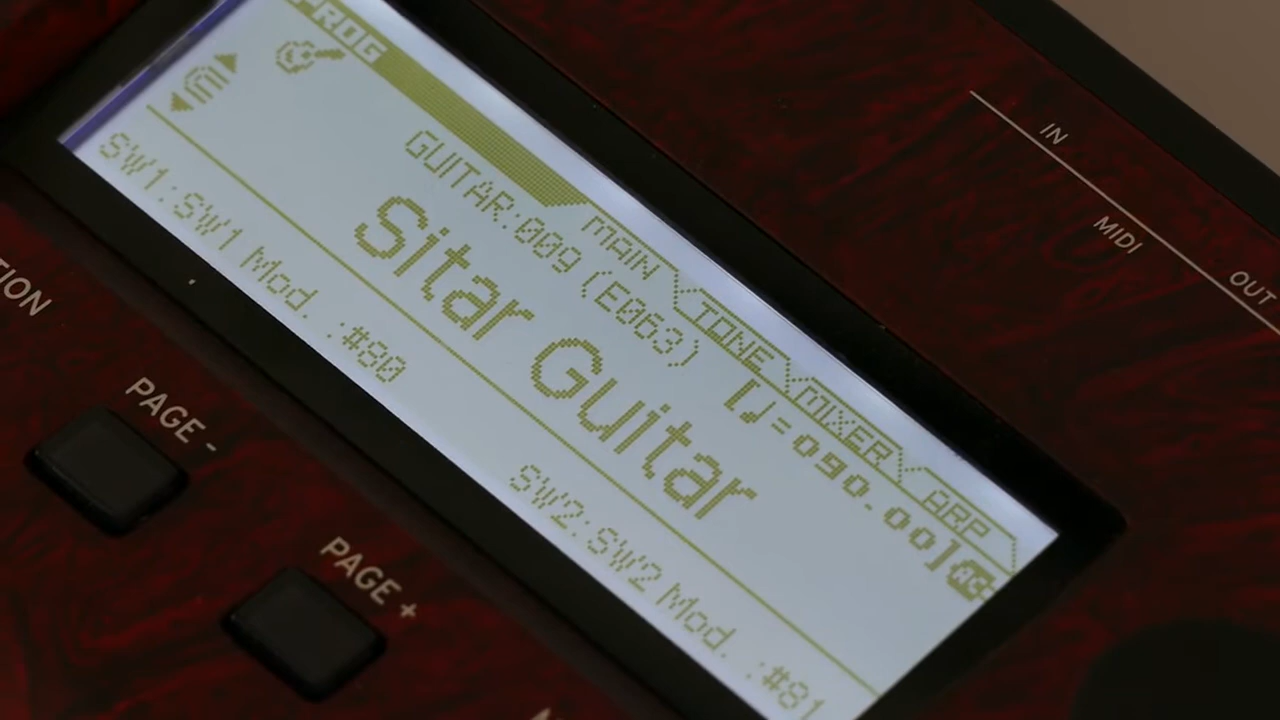 PROG
MAIN TONE MIXER ARP
GUITAR:009 (E063) [♩=090.00]
Sitar Guitar
SW1:SW1 Mod. :#80
SW2:SW2 Mod. :#81
PAGE -
PAGE +
IN
MIDI
OUT